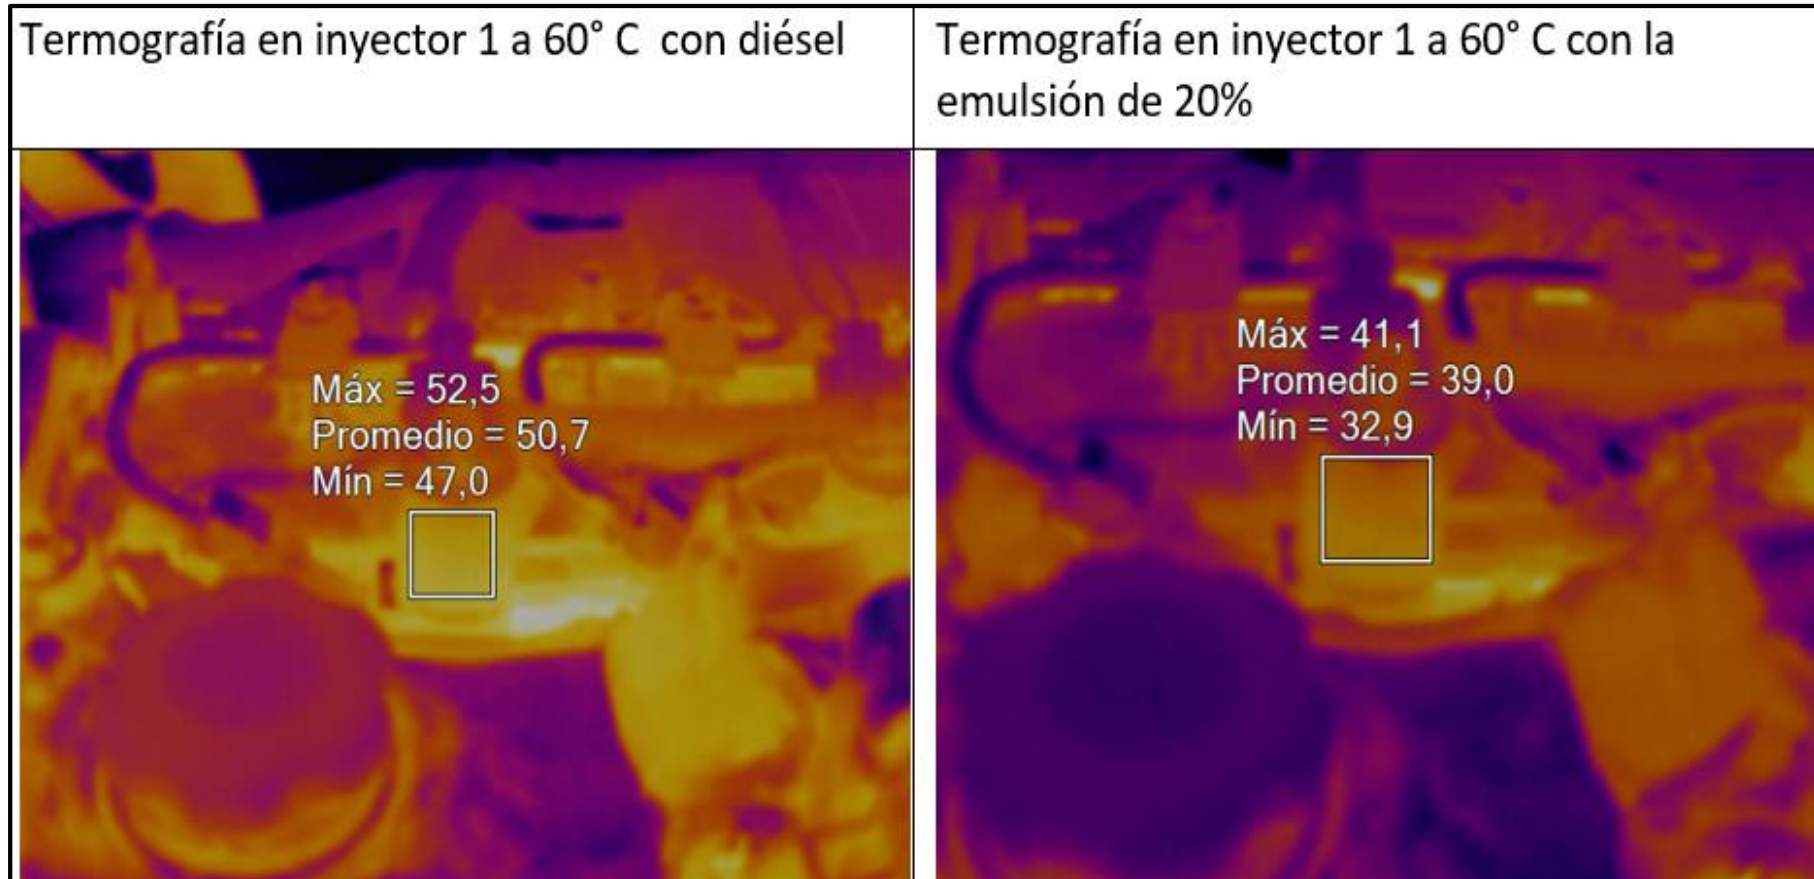 Termografía en inyector 1 a 60° C  con diésel
Termografía en inyector 1 a 60° C con la
emulsión de 20%
Máx = 52,5
Promedio = 50,7
Mín = 47,0
Máx = 41,1
Promedio = 39,0
Mín = 32,9